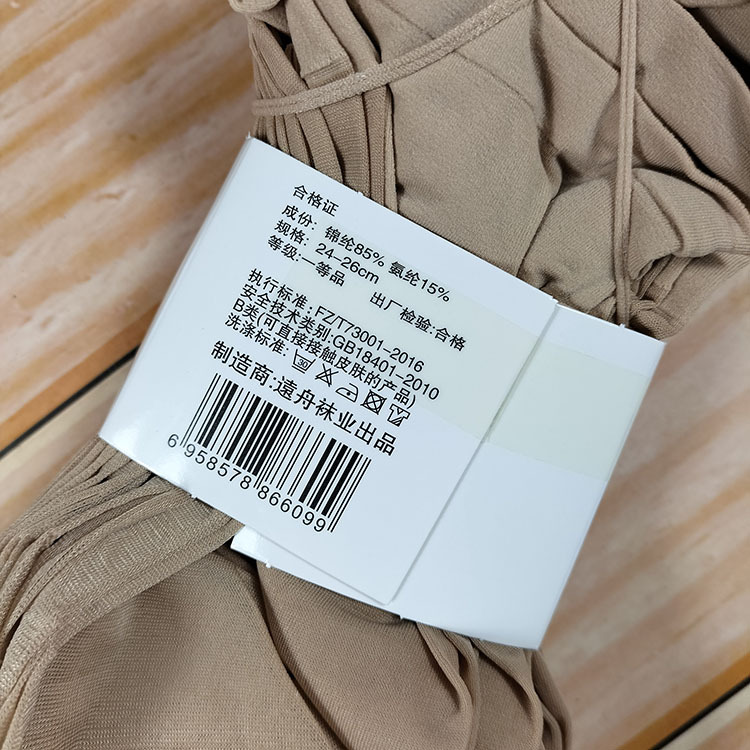 合格证
成份: 锦纶85% 氨纶15%
规格: 24-26cm
等级:一等品 出厂检验:合格
执行标准:FZ/T73001-2016
安全技术类别:GB18401-2010
B类(可直接接触皮肤的产品)
洗涤标准: 30
制造商:遠舟袜业出品
6 958578 866099